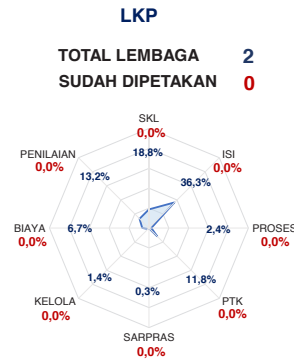 LKP
TOTAL LEMBAGA 2
SUDAH DIPETAKAN 0
SKL
0,0%
18,8%
PENILAIAN
0,0%
ISI
0,0%
13,2%
36,3%
BIAYA
0,0%
6,7%
2,4%
PROSES
0,0%
1,4%
11,8%
KELOLA
0,0%
0,3%
PTK
0,0%
SARPRAS
0,0%